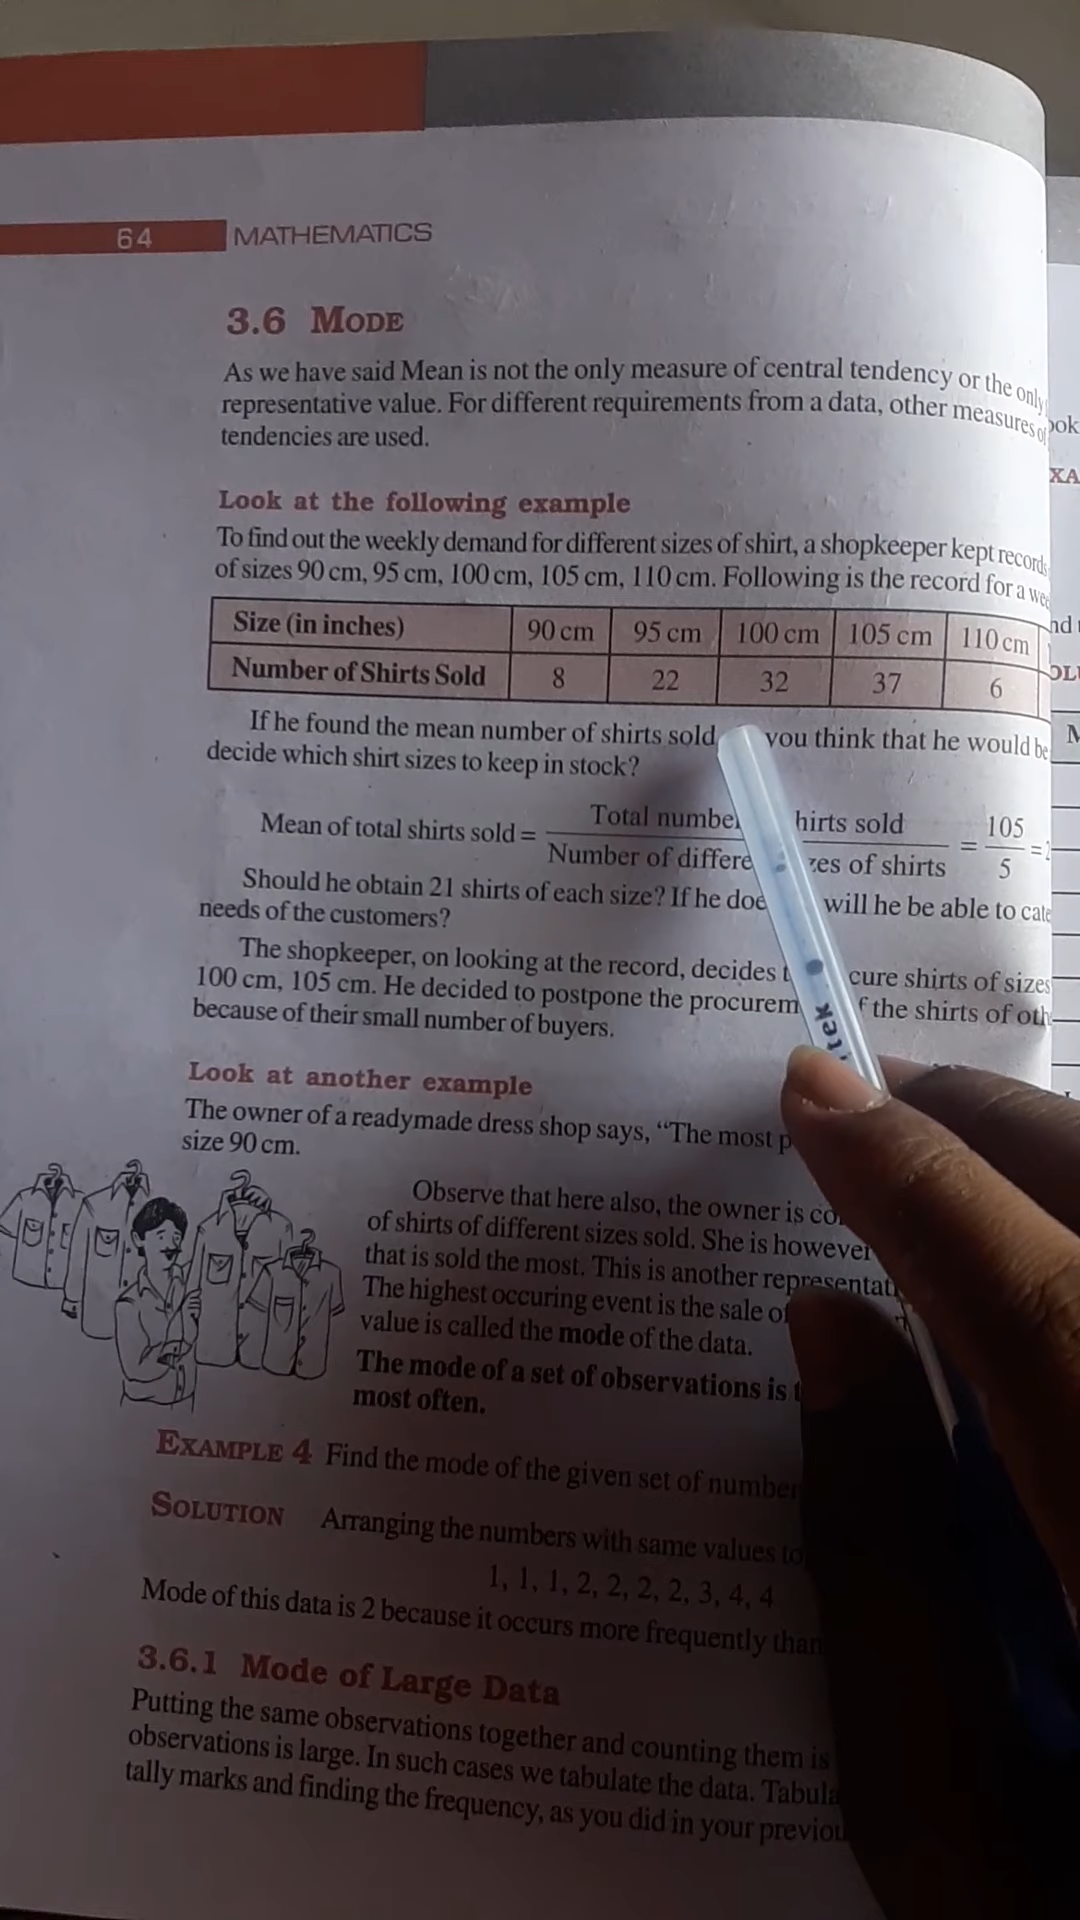 64 MATHEMATICS
3.6 MODE
As we have said Mean is not the only measure of central tendency or the only
representative value. For different requirements from a data, other measures of
tendencies are used.
Look at the following example
To find out the weekly demand for different sizes of shirt, a shopkeeper kept records
of sizes 90 cm, 95 cm, 100 cm, 105 cm, 110 cm. Following is the record for a
Size (in inches) 90 cm 95 cm 100 cm 105 cm 110 cm
Number of Shirts Sold 8 22 32 37 6
If he found the mean number of shirts sold you think that he would be
decide which shirt sizes to keep in stock?
Mean of total shirts sold = Total number shirts sold / Number of sizes of shirts = 105 / 5 =
Should he obtain 21 shirts of each size? If he will he be able to
needs of the customers?
The shopkeeper, on looking at the record, decides shirts of sizes
100 cm, 105 cm. He decided to postpone the the shirts of
because of their small number of buyers.
Look at another example
The owner of a readymade dress shop says, “The most
size 90 cm.
Observe that here also, the owner is
of shirts of different sizes sold. She is however
that is sold the most. This is another
The highest occuring event is the sale of
value is called the mode of the data.
The mode of a set of observations is
most often.
EXAMPLE 4 Find the mode of the given set of
SOLUTION Arranging the numbers with same values
1, 1, 1, 2, 2, 2, 2, 3, 4, 4
Mode of this data is 2 because it occurs more frequently than
3.6.1 Mode of Large Data
Putting the same observations together and counting them is
observations is large. In such cases we tabulate the data.
tally marks and finding the frequency, as you did in your
itek